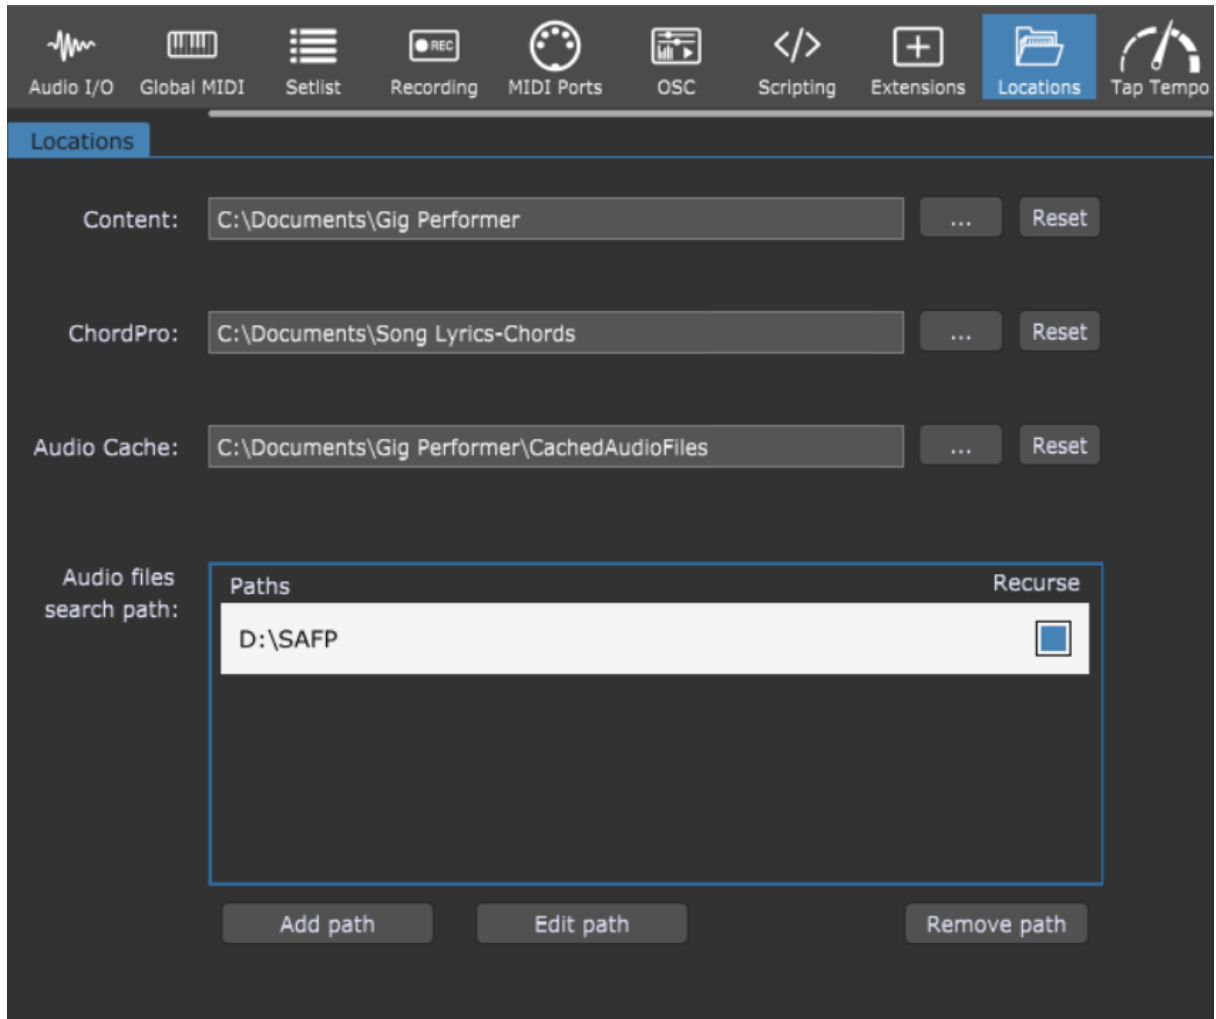 REC
Audio I/O Global MIDI Setlist Recording MIDI Ports OSC Scripting Extensions Locations Tap Tempo
Locations
Content: C:\Documents\Gig Performer ... Reset
ChordPro: C:\Documents\Song Lyrics-Chords ... Reset
Audio Cache: C:\Documents\Gig Performer\CachedAudioFiles ... Reset
Audio files
search path:
Paths Recurse
D:\SAFP
Add path Edit path Remove path